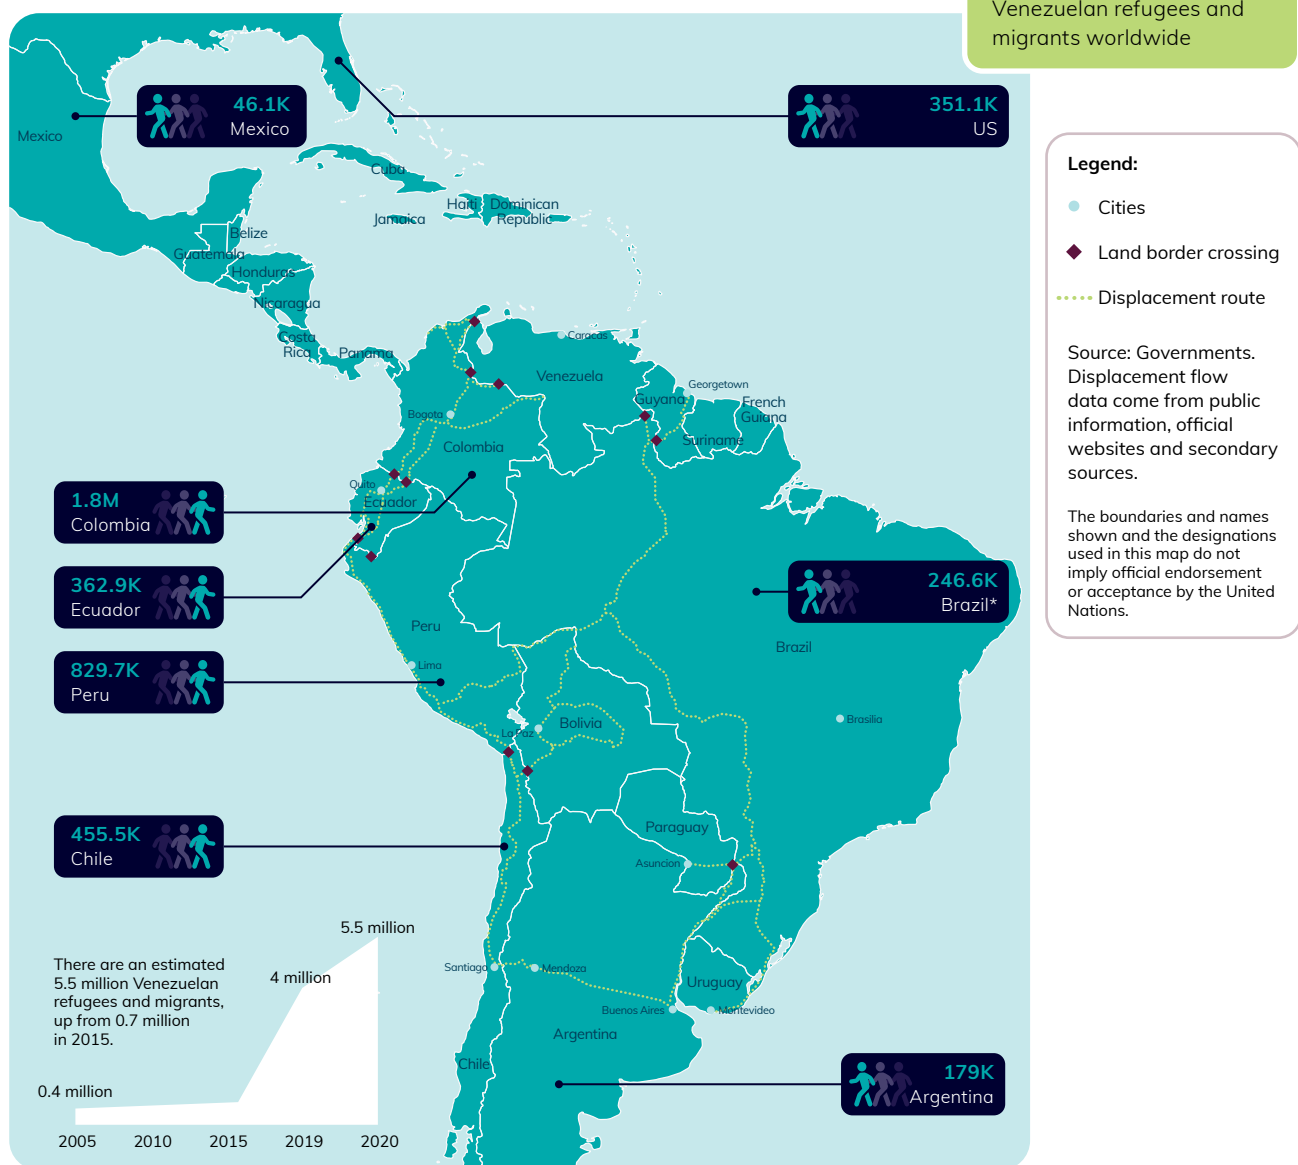 Venezuelan refugees and
migrants worldwide
46.1K
Mexico
351.1K
US
Mexico
Cuba
Haiti
Dominican
Republic
Jamaica
Belize
Guatemala
Honduras
Nicaragua
Costa
Rica
Panama
Caracas
Venezuela
Georgetown
Guyana
French
Guiana
Suriname
Bogota
Colombia
Quito
Ecuador
1.8M
Colombia
362.9K
Ecuador
829.7K
Peru
455.5K
Chile
246.6K
Brazil*
Peru
Brazil
Lima
La Paz
Bolivia
Brasilia
Paraguay
Asuncion
Santiago
Mendoza
Uruguay
Buenos Aires
Montevideo
Argentina
Chile
179K
Argentina
There are an estimated
5.5 million Venezuelan
refugees and migrants,
up from 0.7 million
in 2015.
5.5 million
4 million
0.4 million
2005
2010
2015
2019
2020
Legend:
Cities
Land border crossing
Displacement route
Source: Governments.
Displacement flow
data come from public
information, official
websites and secondary
sources.
The boundaries and names
shown and the designations
used in this map do not
imply official endorsement
or acceptance by the United
Nations.